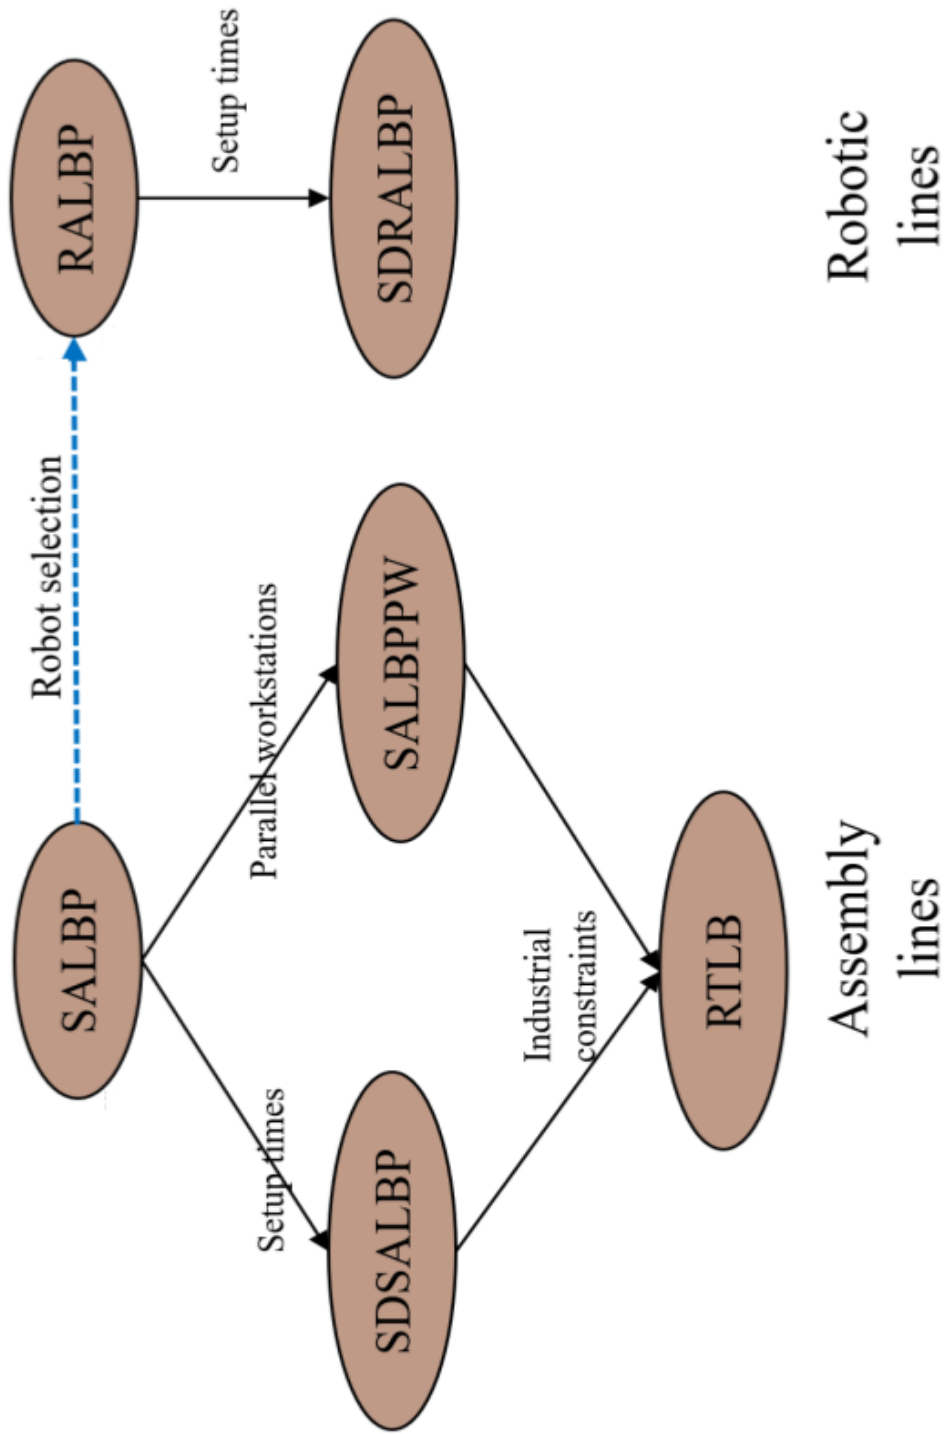 SALBP
Robot selection
RALBP
Setup times
Parallel workstations
Setup times
SDSALBP
SALBPPW
SDRALBP
Industrial
constraints
RTLB
Assembly
lines
Robotic
lines